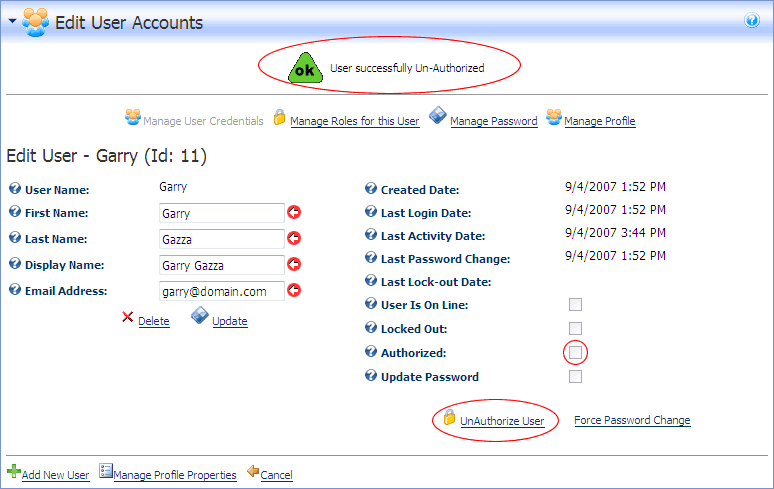 Edit User Accounts
ok User successfully Un-Authorized
Manage User Credentials Manage Roles for this User Manage Password Manage Profile
Edit User - Garry (Id: 11)
User Name: Garry
First Name: Garry
Last Name: Gazza
Display Name: Garry Gazza
Email Address: garry@domain.com
Delete Update
Created Date: 9/4/2007 1:52 PM
Last Login Date: 9/4/2007 1:52 PM
Last Activity Date: 9/4/2007 3:44 PM
Last Password Change: 9/4/2007 1:52 PM
Last Lock-out Date:
User Is On Line:
Locked Out:
Authorized:
Update Password
UnAuthorize User Force Password Change
Add New User Manage Profile Properties Cancel